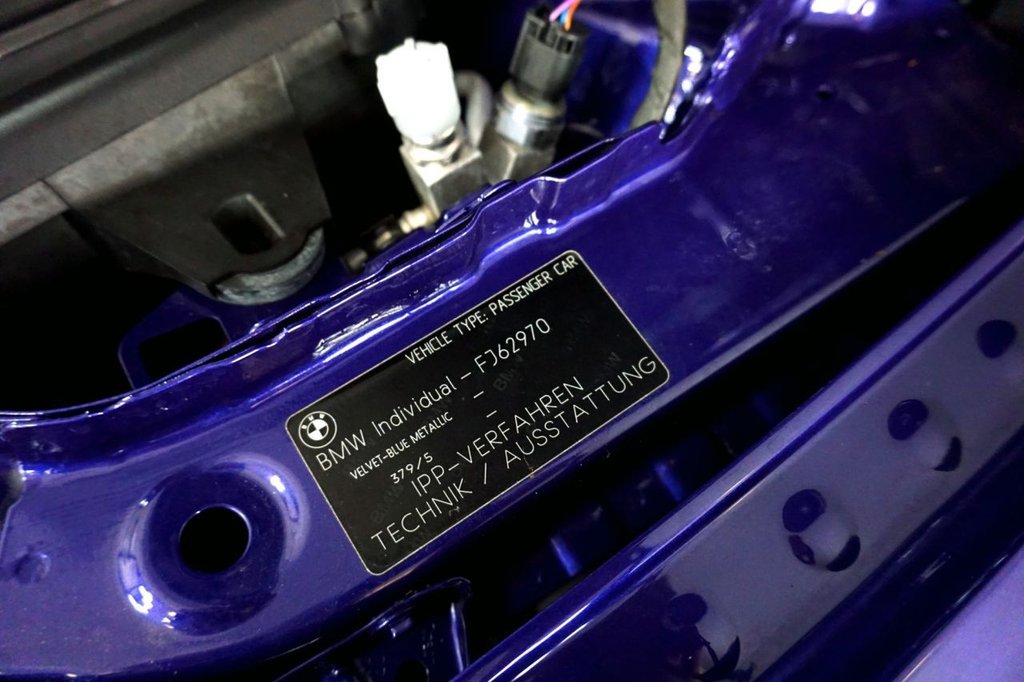 VEHICLE TYPE: PASSENGER CAR
BMW Individual – FJ62970
VELVET-BLUE METALLIC –
379/5 –
IPP-VERFAHREN
TECHNIK / AUSSTATTUNG